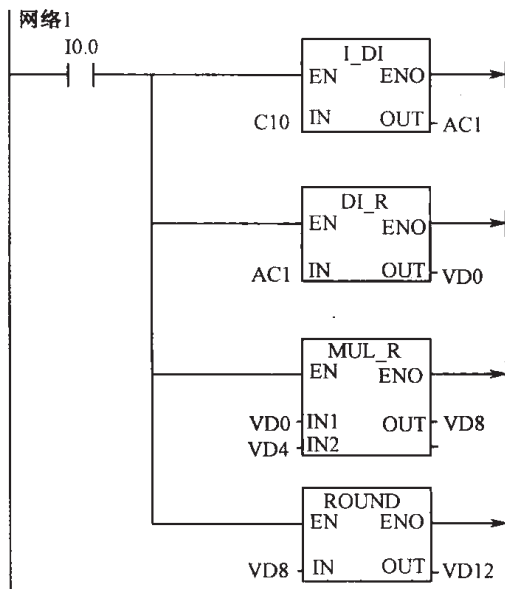 网络1
I0.0
I_DI
EN ENO
C10 IN OUT AC1
DI_R
EN ENO
AC1 IN OUT VD0
MUL_R
EN ENO
VD0 IN1 OUT VD8
VD4 IN2
ROUND
EN ENO
VD8 IN OUT VD12